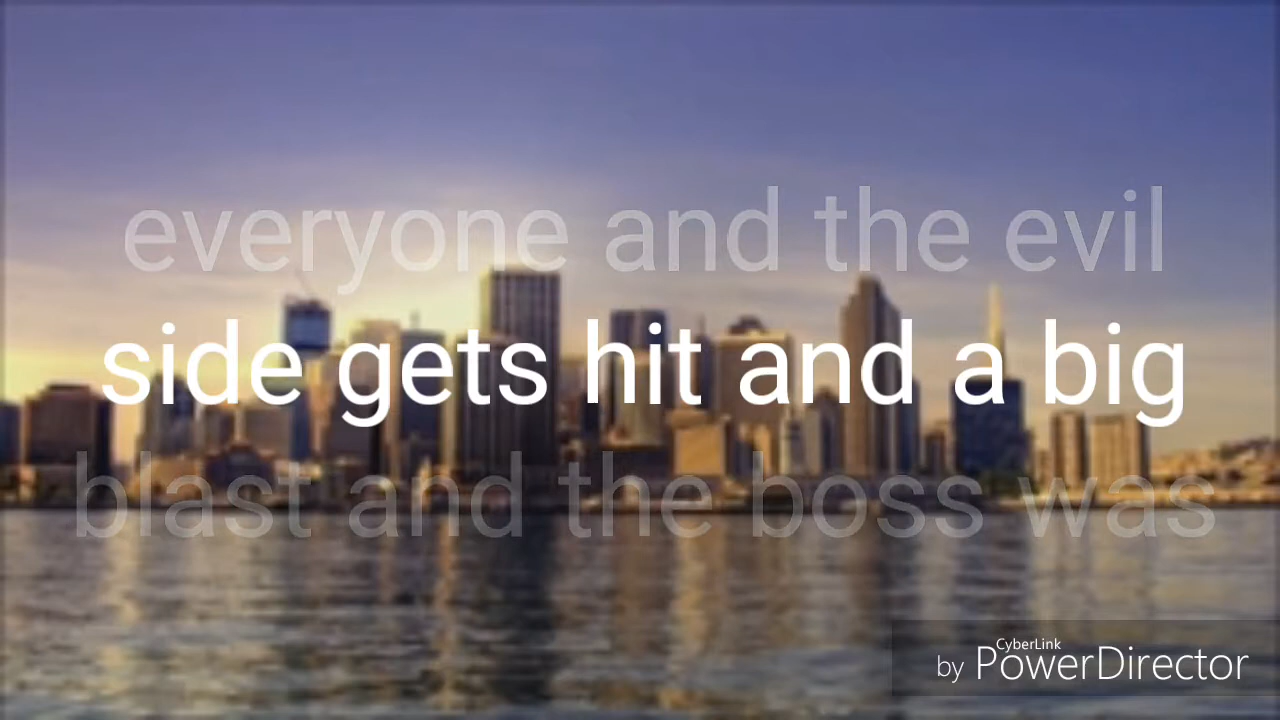 everyone and the evil
side gets hit and a big
blast and the boss was
by CyberLink PowerDirector